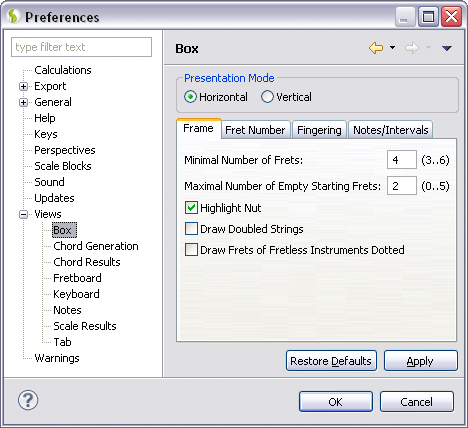 Preferences
type filter text
Calculations
Export
General
Help
Keys
Perspectives
Scale Blocks
Sound
Updates
Views
Box
Chord Generation
Chord Results
Fretboard
Keyboard
Notes
Scale Results
Tab
Warnings
Box
Presentation Mode
Horizontal Vertical
Frame Fret Number Fingering Notes/Intervals
Minimal Number of Frets: 4 (3..6)
Maximal Number of Empty Starting Frets: 2 (0..5)
Highlight Nut
Draw Doubled Strings
Draw Frets of Fretless Instruments Dotted
Restore Defaults Apply
? OK Cancel